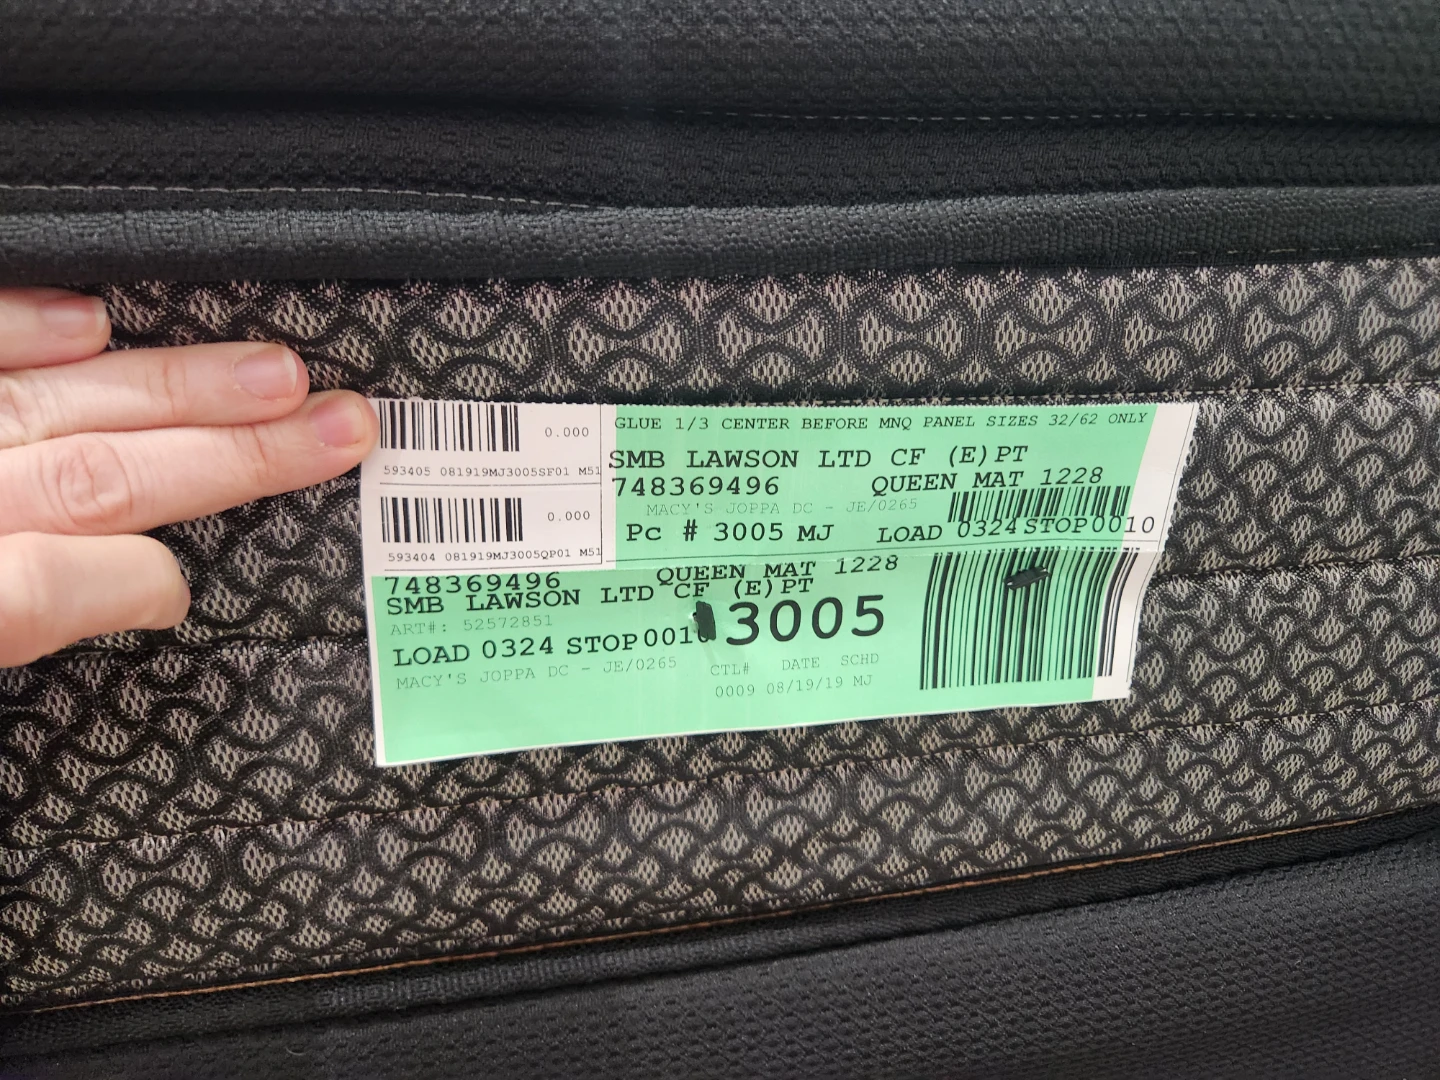 0.000
593405 081919MJ3005SF01 M51
0.000
593404 081919MJ3005QP01 M51
GLUE 1/3 CENTER BEFORE MNQ PANEL SIZES 32/62 ONLY
SMB LAWSON LTD CF (E)PT
748369496 QUEEN MAT 1228
MACY'S JOPPA DC - JE/0265
Pc # 3005 MJ LOAD 0324 STOP0010
748369496 QUEEN MAT 1228
SMB LAWSON LTD CF (E)PT
ART#: 52572851
LOAD 0324 STOP0010 3005
MACY'S JOPPA DC - JE/0265 CTL# DATE SCHD
0009 08/19/19 MJ